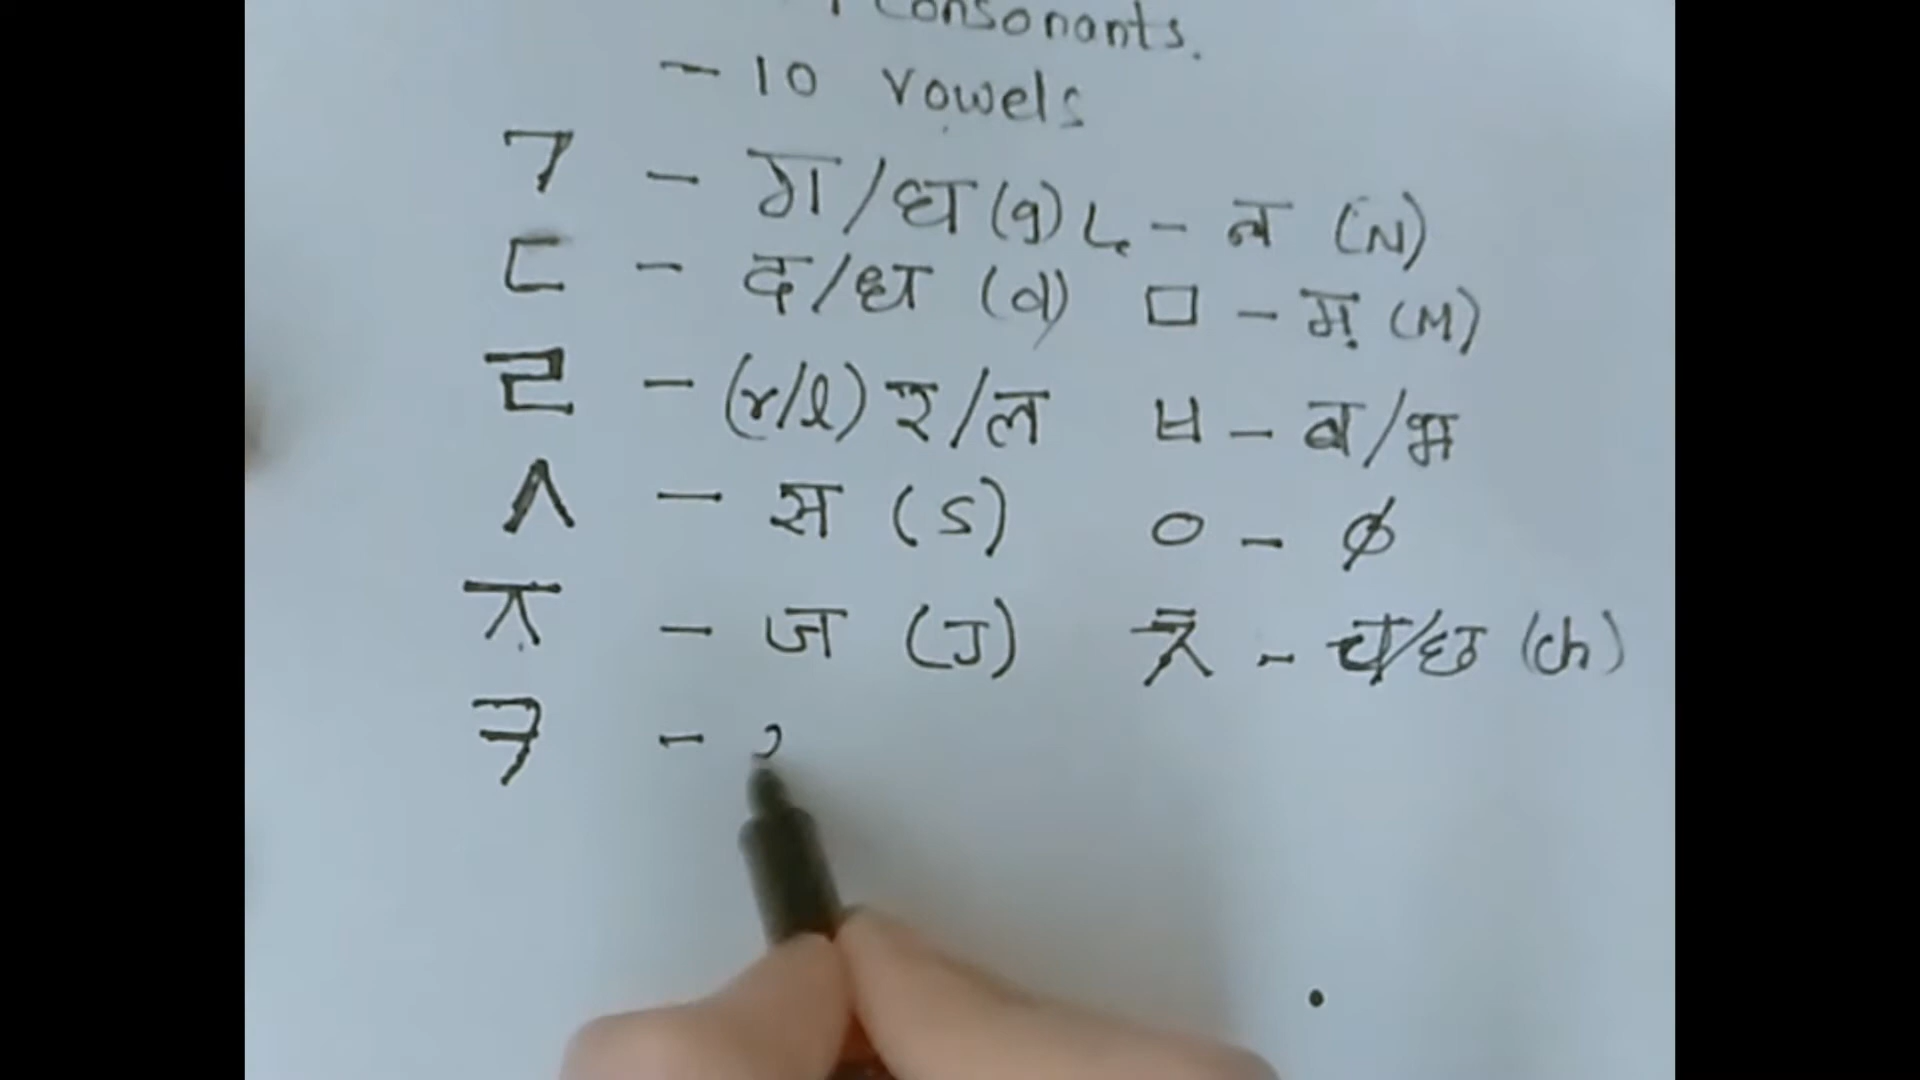 Consonants.
- 10 vowels
ㄱ - ग/घ (g) ㄴ - न (N)
ㄷ - द/ध (d) ㅁ - म (M)
ㄹ - (r/l) र/ल ㅂ - ब/भ
ㅅ - स (s) ㅇ - ∅
ㅈ - ज (J) ㅊ - च/छ (ch)
ㅋ -